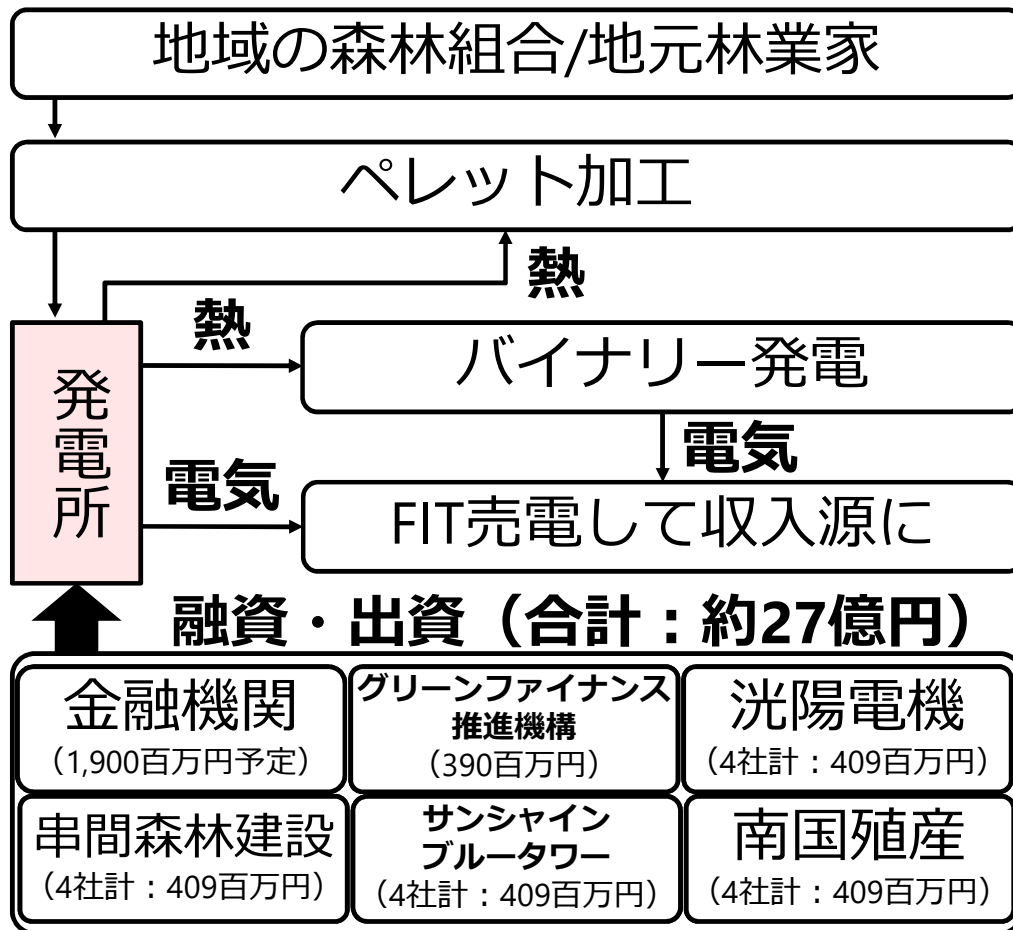 地域の森林組合/地元林業家
ペレット加工
熱
熱
バイナリー発電
発電所
電気
電気
FIT売電して収入源に
融資・出資（合計：約27億円）
金融機関
（1,900百万円予定）
グリーンファイナンス
推進機構
（390百万円）
洸陽電機
（4社計：409百万円）
串間森林建設
（4社計：409百万円）
サンシャイン
ブルータワー
（4社計：409百万円）
南国殖産
（4社計：409百万円）